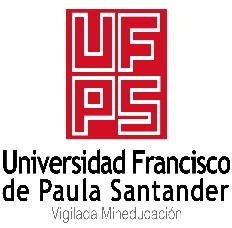 UF
PS
Universidad Francisco
de Paula Santander
Vigilada Mineducación